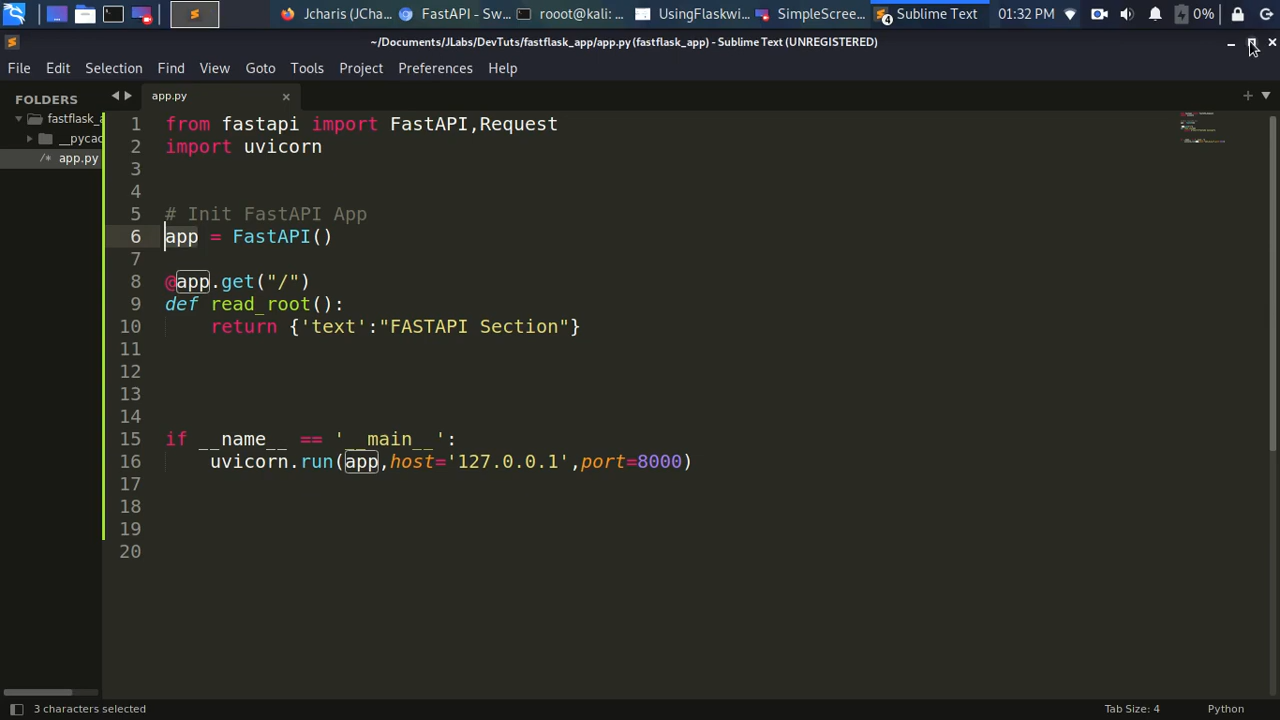 Jcharis (JCha...
FastAPI - Sw...
rooot@kali: ...
UsingFlaskwi...
SimpleScree...
4
Sublime Text
01:32 PM
0%
~/Documents/JLabs/DevTuts/fastflask_app/app.py (fastflask_app) - Sublime Text (UNREGISTERED)
File Edit Selection Find View Goto Tools Project Preferences Help
FOLDERS
fastflask_a
__pycac
/* app.py
app.py
1 from fastapi import FastAPI,Request
2 import uvicorn
3
4
5 # Init FastAPI App
6 app = FastAPI()
7
8 @app.get("/")
9 def read_root():
10 return {'text':"FASTAPI Section"}
11
12
13
14
15 if __name__ == '__main__':
16 uvicorn.run(app,host='127.0.0.1',port=8000)
17
18
19
20
3 characters selected
Tab Size: 4
Python